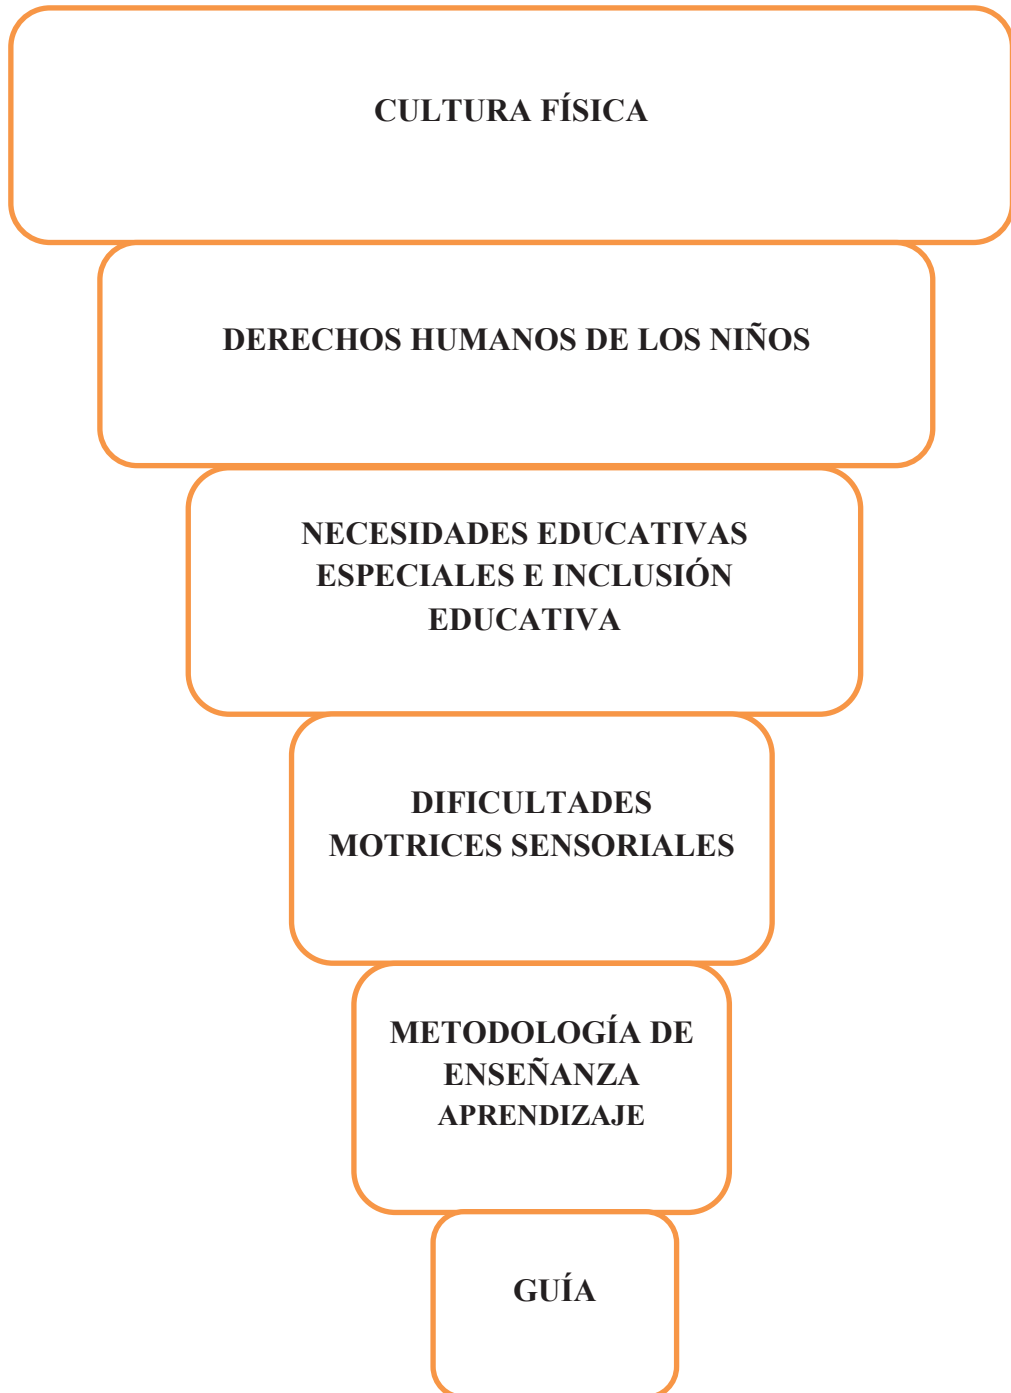 CULTURA FÍSICA
DERECHOS HUMANOS DE LOS NIÑOS
NECESIDADES EDUCATIVAS
ESPECIALES E INCLUSIÓN
EDUCATIVA
DIFICULTADES
MOTRICES SENSORIALES
METODOLOGÍA DE
ENSEÑANZA
APRENDIZAJE
GUÍA